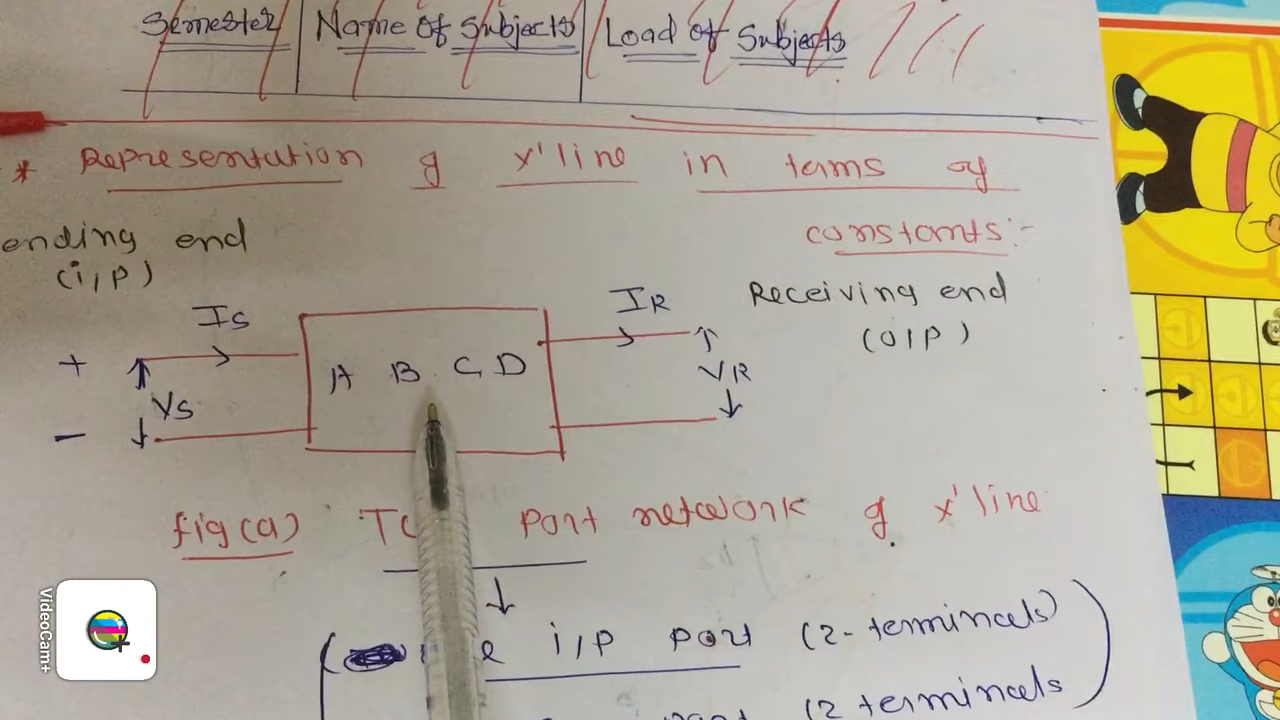 Semester Name of Subjects Load of Subjects
* Representation of x'line in terms of
constants:-
ending end
(i/p)
IS
IR
Receiving end
(O/P)
+
VS
-
A B C D
VR
fig(a) Port network of x'line
i/p Port (2-terminals)
(2 terminals
VideoCam+